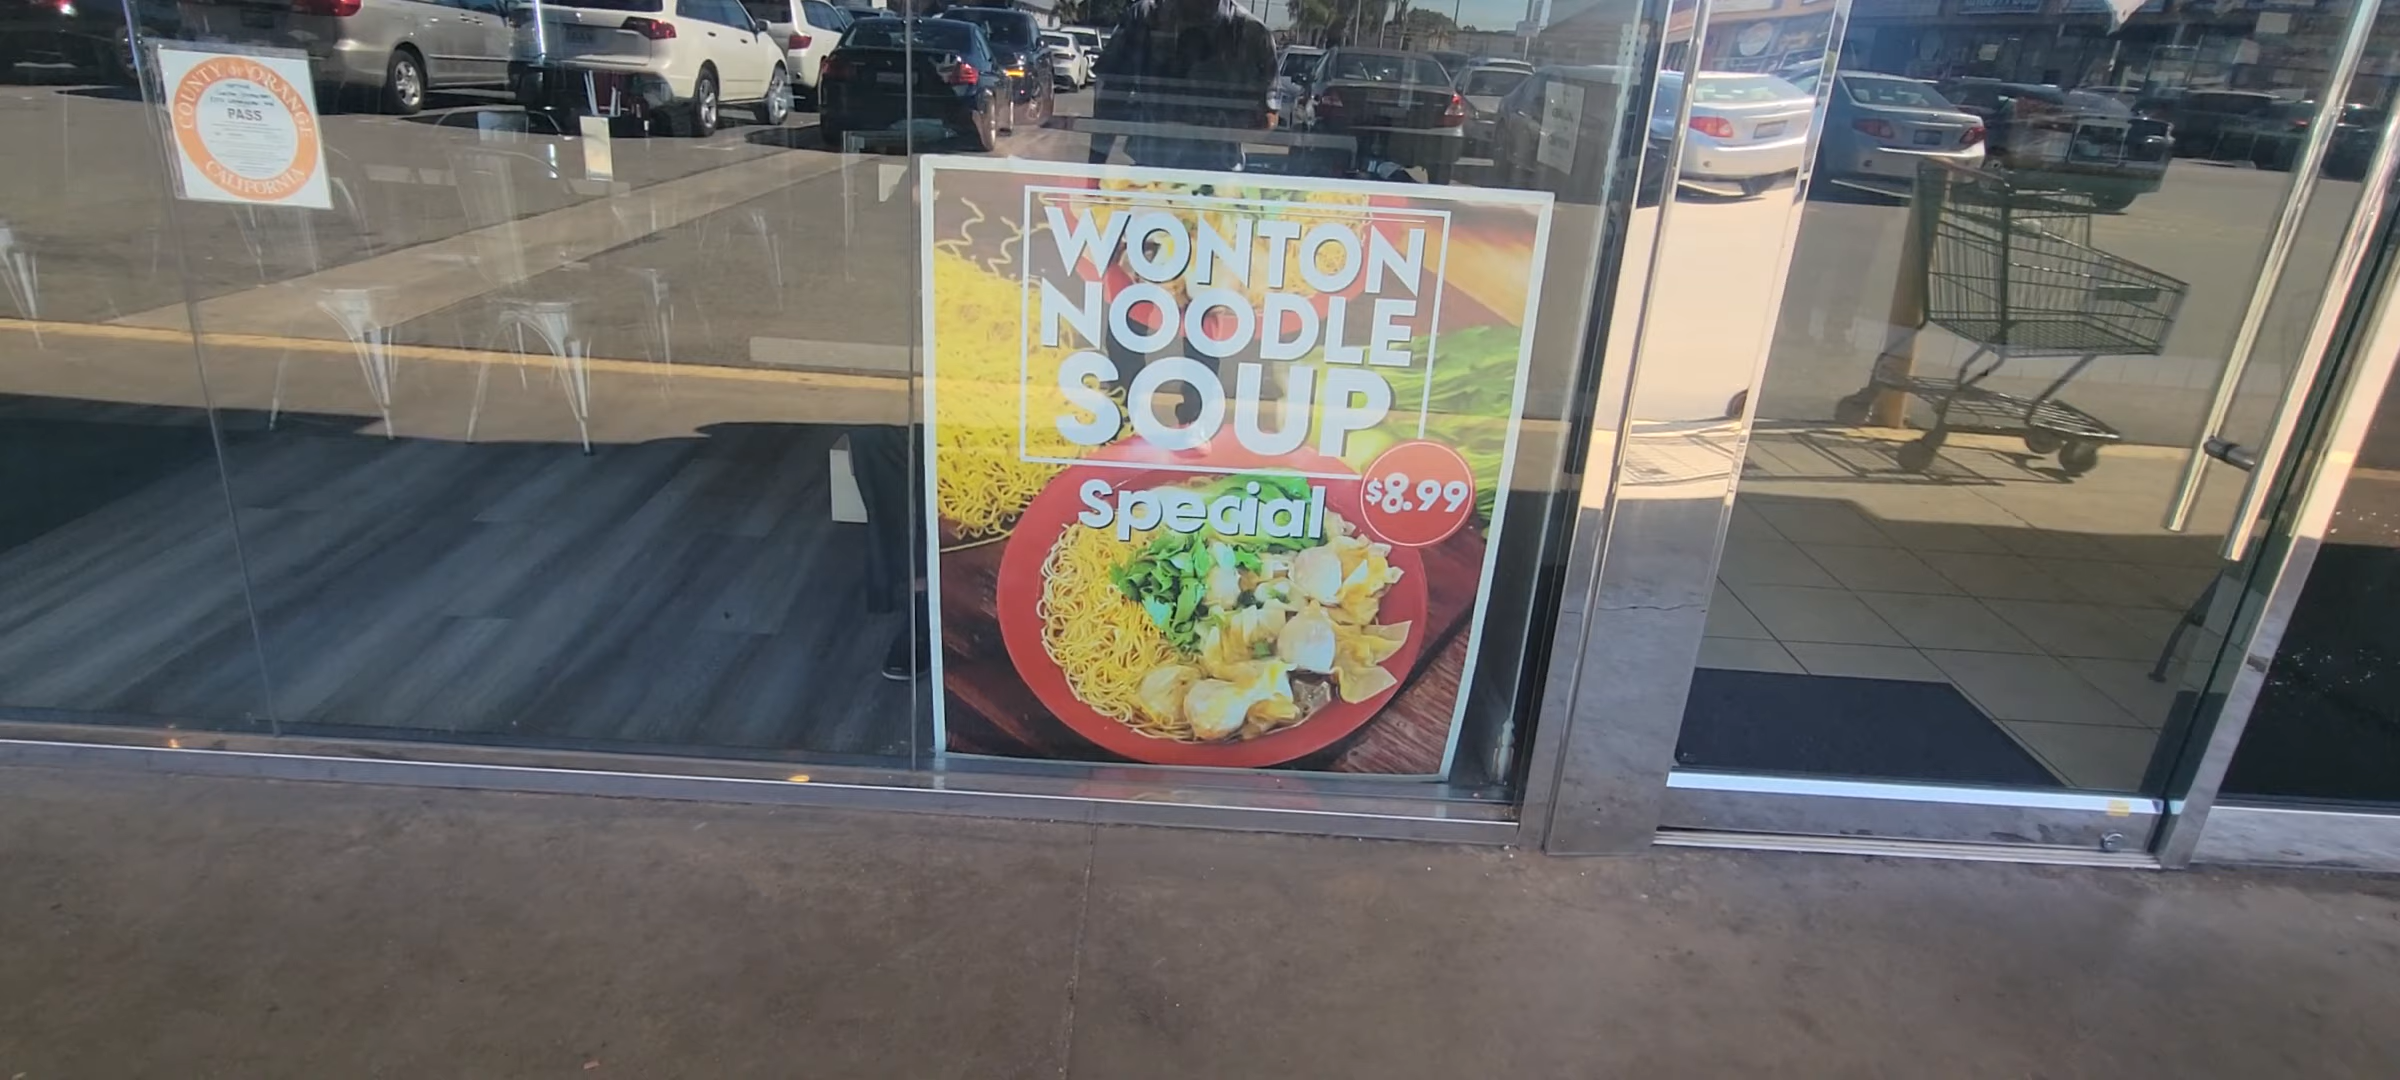 COUNTY of ORANGE
PASS
CALIFORNIA
WONTON
NOODLE
SOUP
Special
$8.99